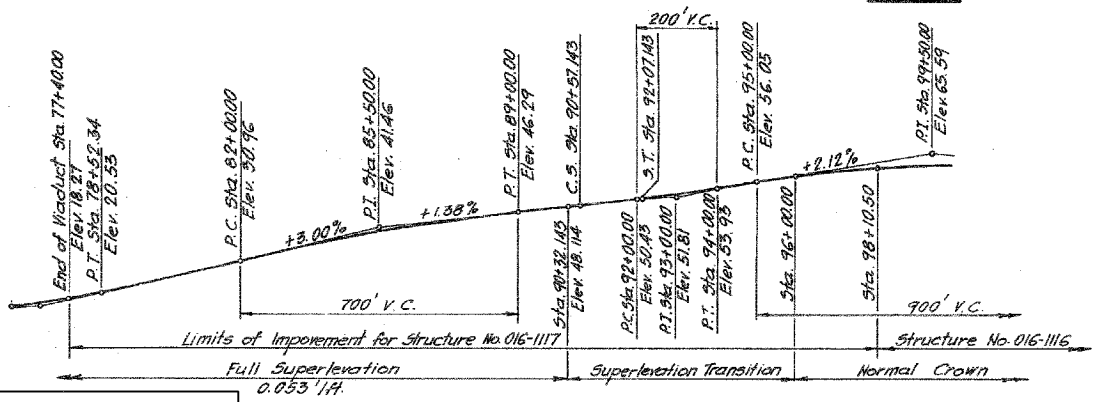 200' V.C.
End of Viaduct Sta. 77+40.00
Elev. 18.27
P.T. Sta. 78+52.34
Elev. 20.53
P.C. Sta. 82+00.00
Elev. 30.96
P.I. Sta. 85+50.00
Elev. 41.46
P.T. Sta. 89+00.00
Elev. 46.29
C.S. Sta. 90+57.143
S.T. Sta. 92+07.143
P.C. Sta. 95+00.00
Elev. 56.05
P.I. Sta. 99+50.00
Elev. 65.59
+3.00%
+1.38%
+2.12%
Sta. 90+32.143
Elev. 48.114
P.C. Sta. 92+00.00
Elev. 50.43
P.I. Sta. 93+00.00
Elev. 51.81
P.T. Sta. 94+00.00
Elev. 53.93
Sta. 96+00.00
Sta. 98+10.50
700' V.C.
900' V.C.
Limits of Improvement for Structure No. 016-1117
Structure No. 016-1116
Full Superlevation
0.053'/ft.
Superlevation Transition
Normal Crown